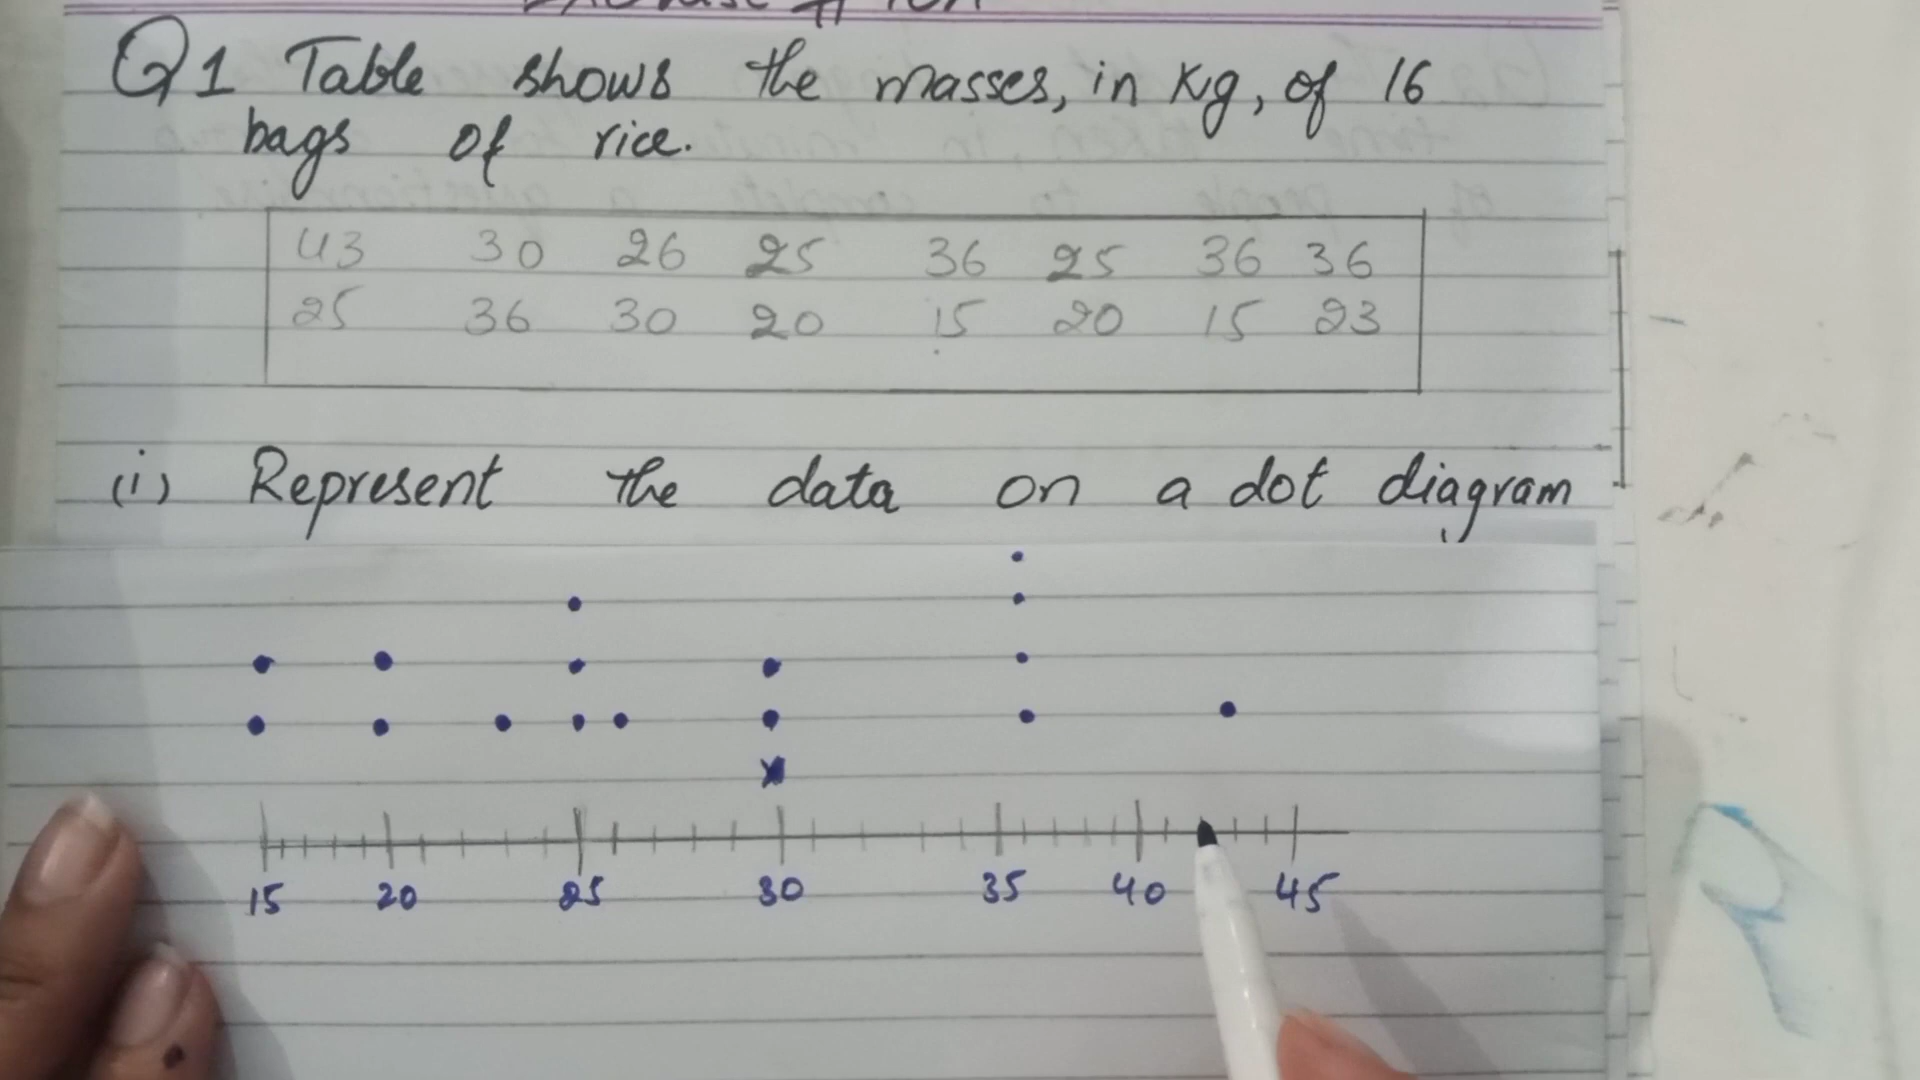 Q1 Table shows the masses, in Kg, of 16
bags of rice.
43 30 26 25 36 25 36 36
25 36 30 20 15 20 15 23
(i) Represent the data on a dot diagram
15 20 25 30 35 40 45